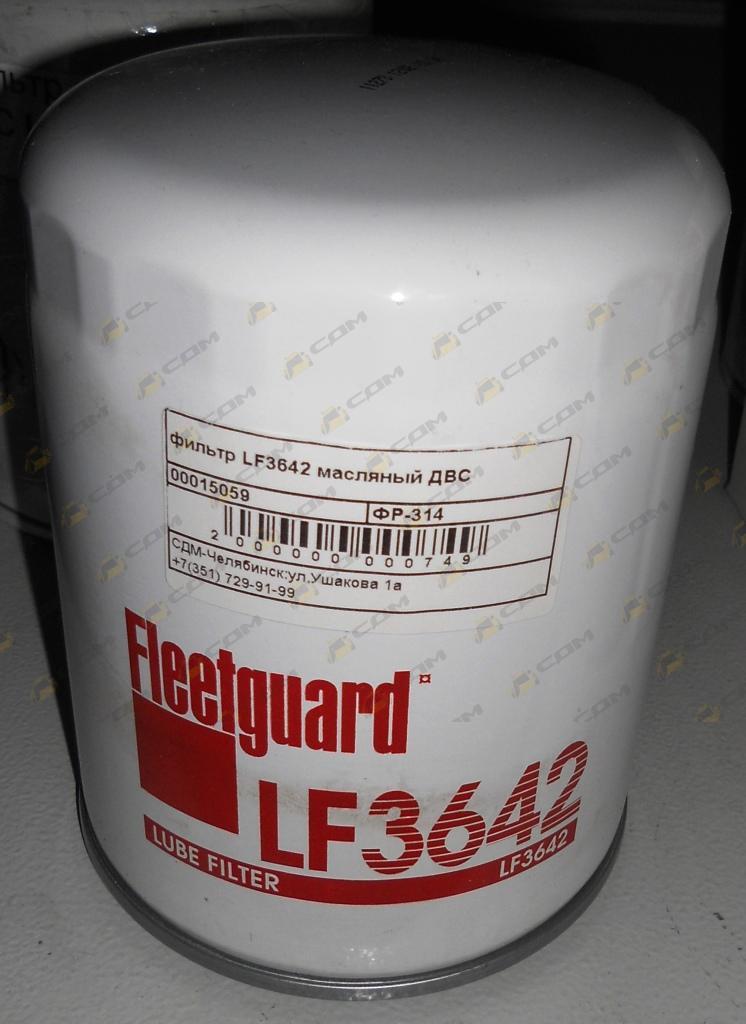 фильтр LF3642 масляный ДВС
00015059
ФР-314
2 000000 000749
СДМ-Челябинск:ул.Ушакова 1а
+7(351) 729-91-99
Fleetguard
LF3642
LUBE FILTER
LF3642
СДМ